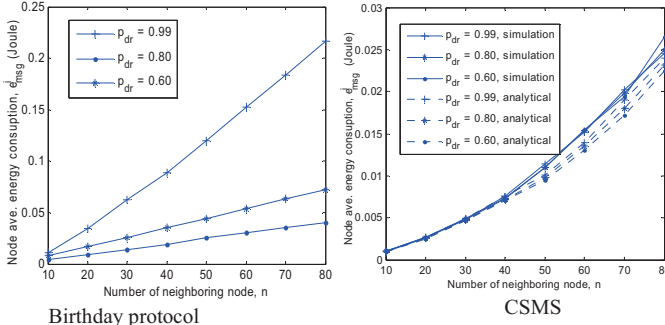 0.25
0.2
0.15
0.1
0.05
0
10 20 30 40 50 60 70 80
Node ave. energy consuption, e^j_msg (Joule)
Number of neighboring node, n
p_dr = 0.99
p_dr = 0.80
p_dr = 0.60
Birthday protocol
0.03
0.025
0.02
0.015
0.01
0.005
0
10 20 30 40 50 60 70 80
Node ave. energy consuption, e^j_msg (Joule)
Number of neighboring node, n
p_dr = 0.99, simulation
p_dr = 0.80, simulation
p_dr = 0.60, simulation
p_dr = 0.99, analytical
p_dr = 0.80, analytical
p_dr = 0.60, analytical
CSMS